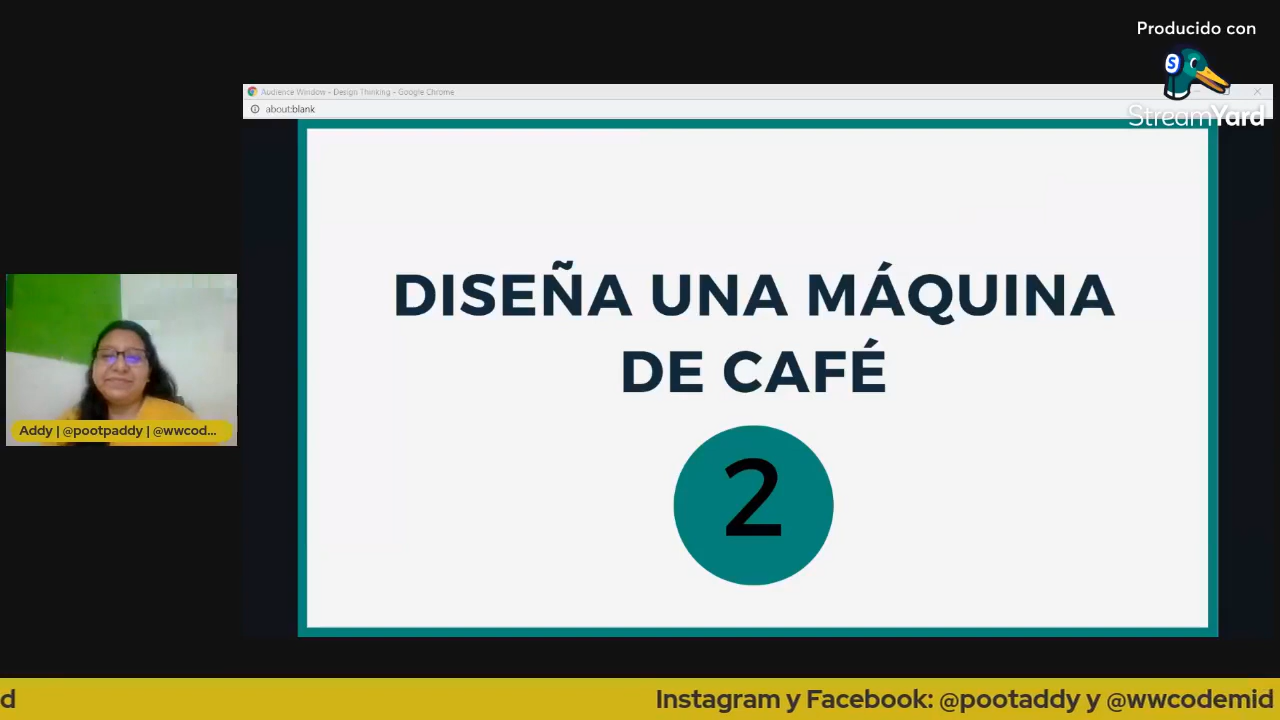 Producido con
S
StreamYard
Audience Window - Design Thinking - Google Chrome
about:blank
DISEÑA UNA MÁQUINA
DE CAFÉ
2
Addy | @pootpaddy | @wwcod...
d
Instagram y Facebook: @pootaddy y @wwcodemid